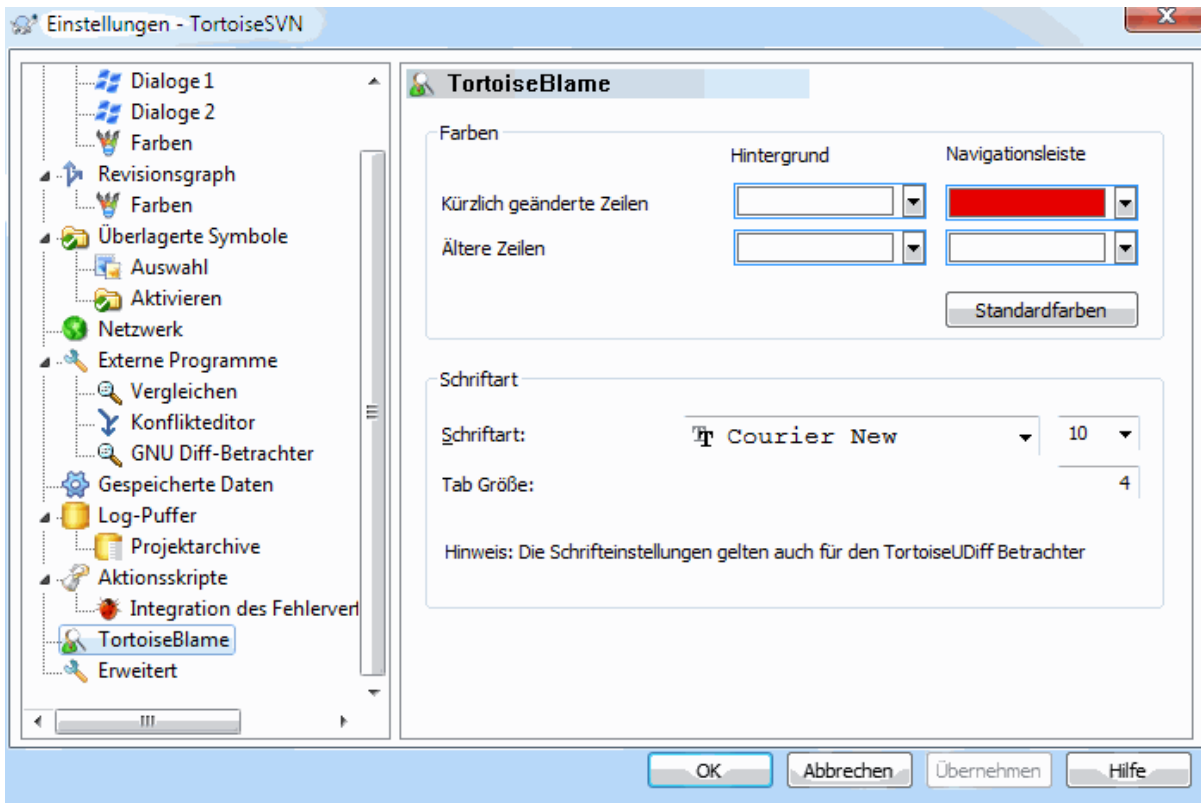 Einstellungen - TortoiseSVN
Dialoge 1
Dialoge 2
Farben
Revisionsgraph
Farben
Überlagerte Symbole
Auswahl
Aktivieren
Netzwerk
Externe Programme
Vergleichen
Konflikteditor
GNU Diff-Betrachter
Gespeicherte Daten
Log-Puffer
Projektarchive
Aktionsskripte
Integration des Fehlerverf
TortoiseBlame
Erweitert
TortoiseBlame
Farben
Hintergrund Navigationsleiste
Kürzlich geänderte Zeilen
Ältere Zeilen
Standardfarben
Schriftart
Schriftart: Courier New 10
Tab Größe: 4
Hinweis: Die Schrifteinstellungen gelten auch für den TortoiseUDiff Betrachter
OK Abbrechen Übernehmen Hilfe